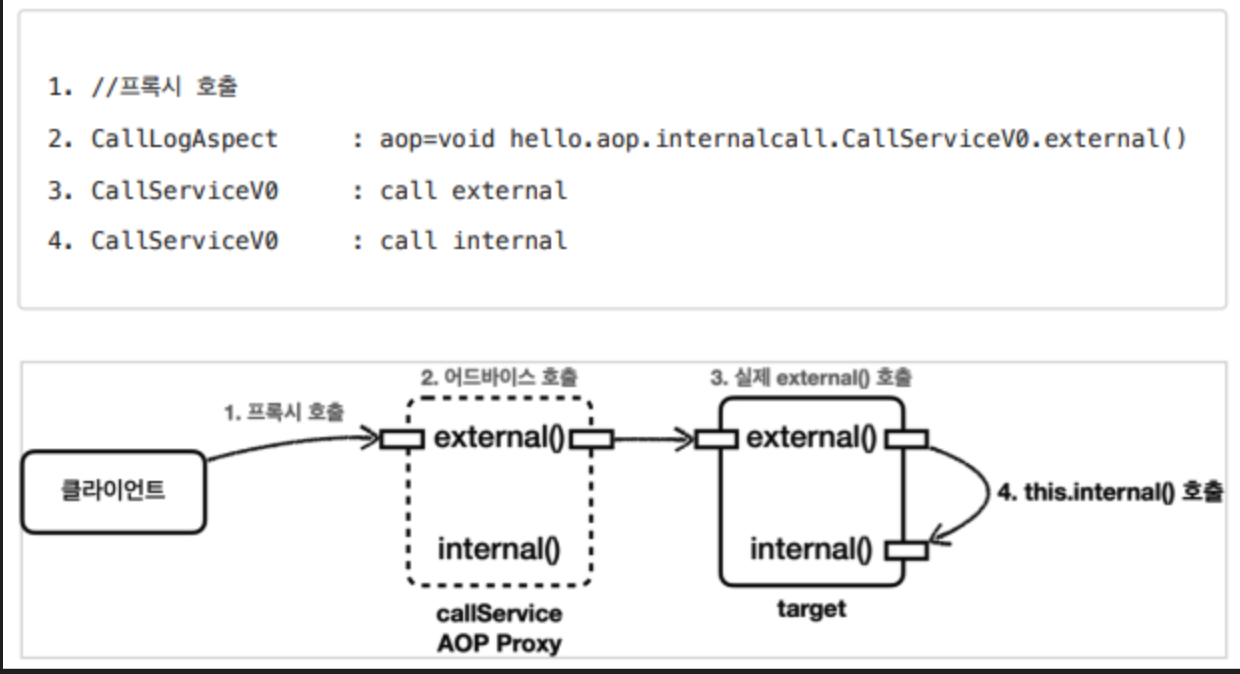 1. //프록시 호출
2. CallLogAspect : aop=void hello.aop.internalcall.CallServiceV0.external()
3. CallServiceV0 : call external
4. CallServiceV0 : call internal
2. 어드바이스 호출
3. 실제 external() 호출
1. 프록시 호출
external()
external()
클라이언트
4. this.internal() 호출
internal()
internal()
callService
AOP Proxy
target